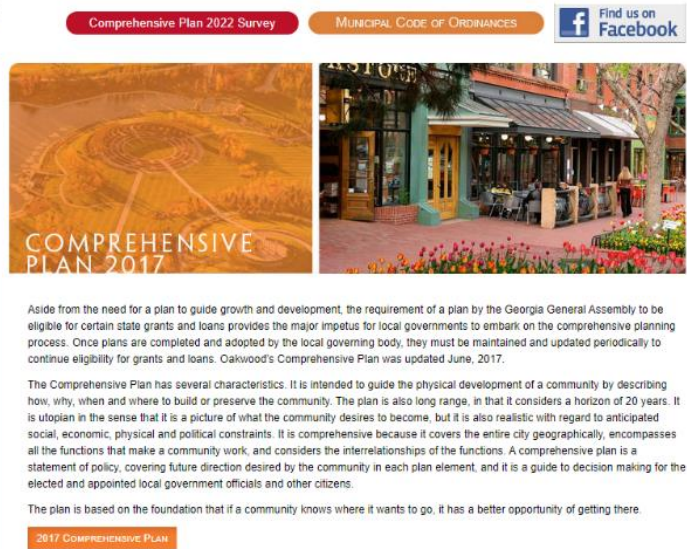 Comprehensive Plan 2022 Survey
MUNICIPAL CODE OF ORDINANCES
Find us on
Facebook
COMPREHENSIVE
PLAN 2017
Aside from the need for a plan to guide growth and development, the requirement of a plan by the Georgia General Assembly to be
eligible for certain state grants and loans provides the major impetus for local governments to embark on the comprehensive planning
process. Once plans are completed and adopted by the local governing body, they must be maintained and updated periodically to
continue eligibility for grants and loans. Oakwood's Comprehensive Plan was updated June, 2017.
The Comprehensive Plan has several characteristics. It is intended to guide the physical development of a community by describing
how, why, when and where to build or preserve the community. The plan is also long range, in that it considers a horizon of 20 years. It
is utopian in the sense that it is a picture of what the community desires to become, but it is also realistic with regard to anticipated
social, economic, physical and political constraints. It is comprehensive because it covers the entire city geographically, encompasses
all the functions that make a community work, and considers the interrelationships of the functions. A comprehensive plan is a
statement of policy, covering future direction desired by the community in each plan element, and it is a guide to decision making for the
elected and appointed local government officials and other citizens.
The plan is based on the foundation that if a community knows where it wants to go, it has a better opportunity of getting there.
2017 COMPREHENSIVE PLAN